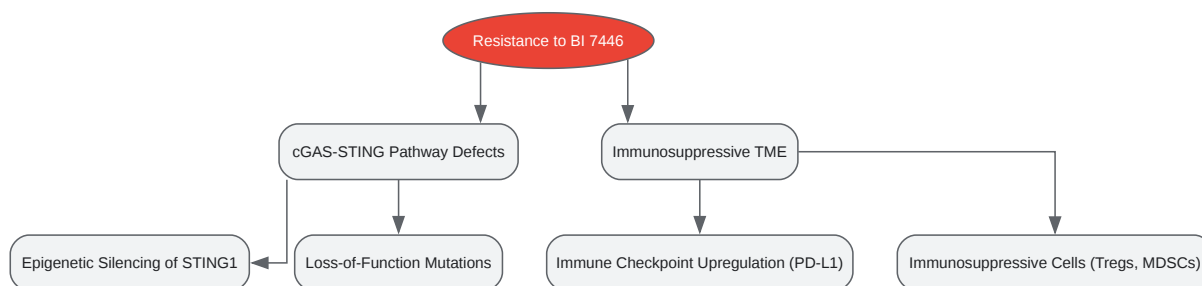 Resistance to BI 7446
cGAS-STING Pathway Defects
Immunosuppressive TME
Epigenetic Silencing of STING1
Loss-of-Function Mutations
Immune Checkpoint Upregulation (PD-L1)
Immunosuppressive Cells (Tregs, MDSCs)